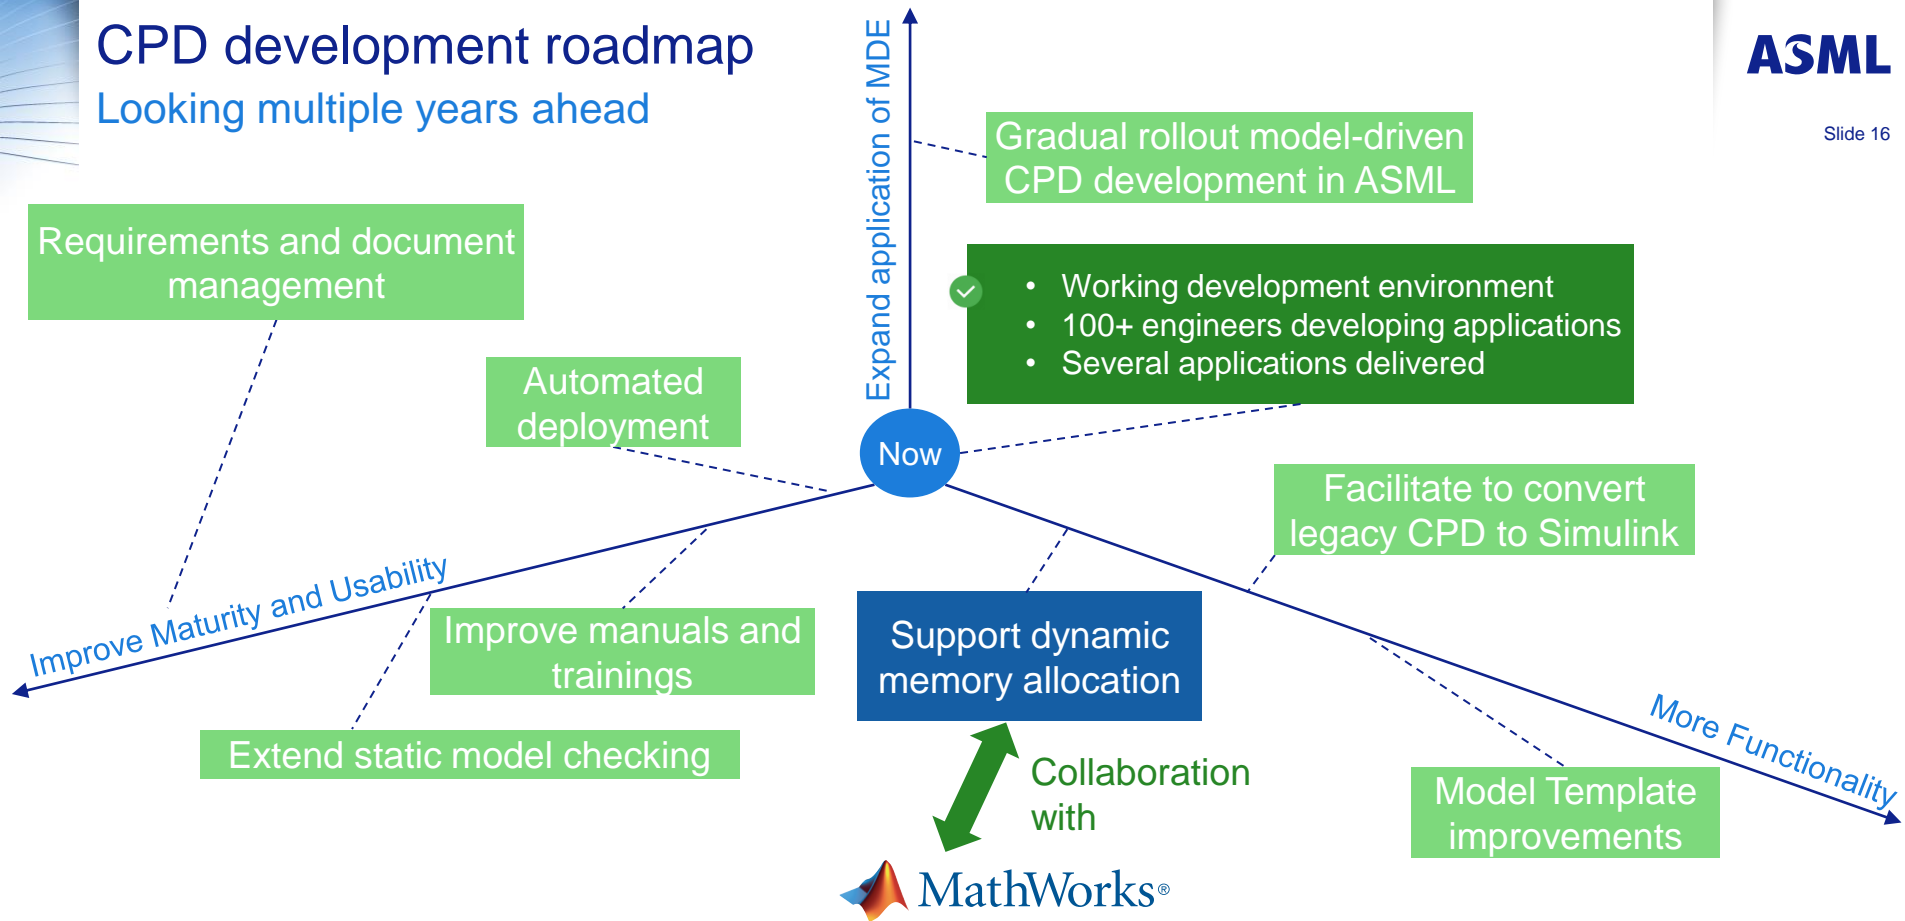 CPD development roadmap
Looking multiple years ahead
ASML
Slide 16
Expand application of MDE
Gradual rollout model-driven
CPD development in ASML
Requirements and document
management
• Working development environment
• 100+ engineers developing applications
• Several applications delivered
Automated
deployment
Now
Facilitate to convert
legacy CPD to Simulink
Improve Maturity and Usability
Improve manuals and
trainings
Support dynamic
memory allocation
More Functionality
Extend static model checking
Collaboration
with
Model Template
improvements
MathWorks®